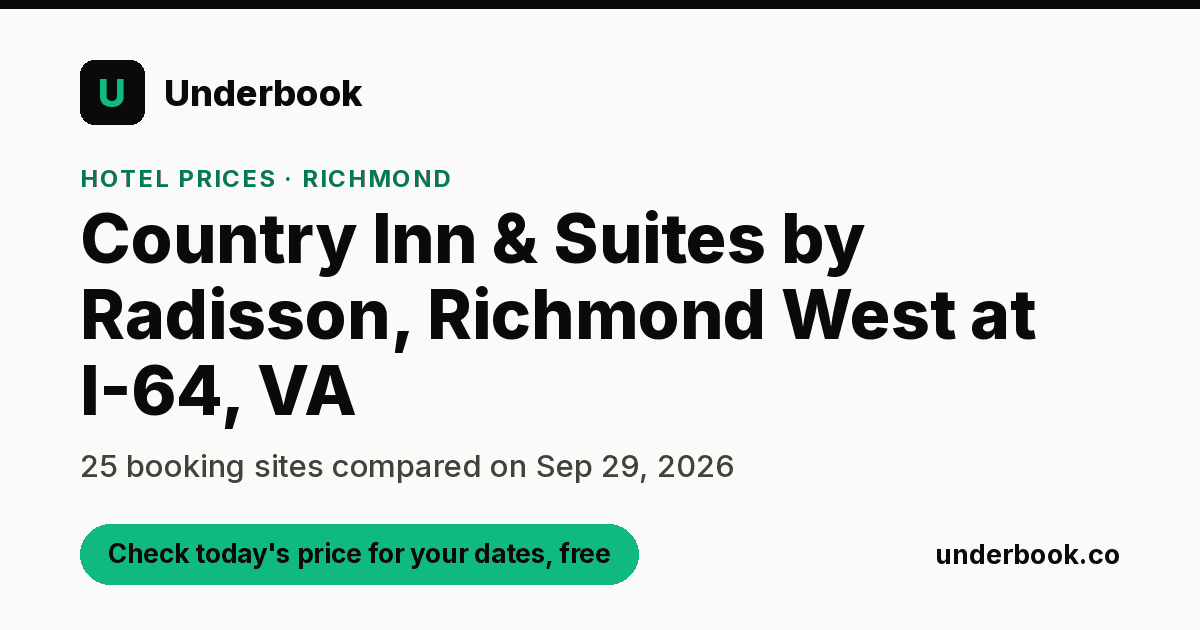 U Underbook
HOTEL PRICES · RICHMOND
Country Inn & Suites by
Radisson, Richmond West at
I-64, VA
25 booking sites compared on Sep 29, 2026
Check today's price for your dates, free
underbook.co